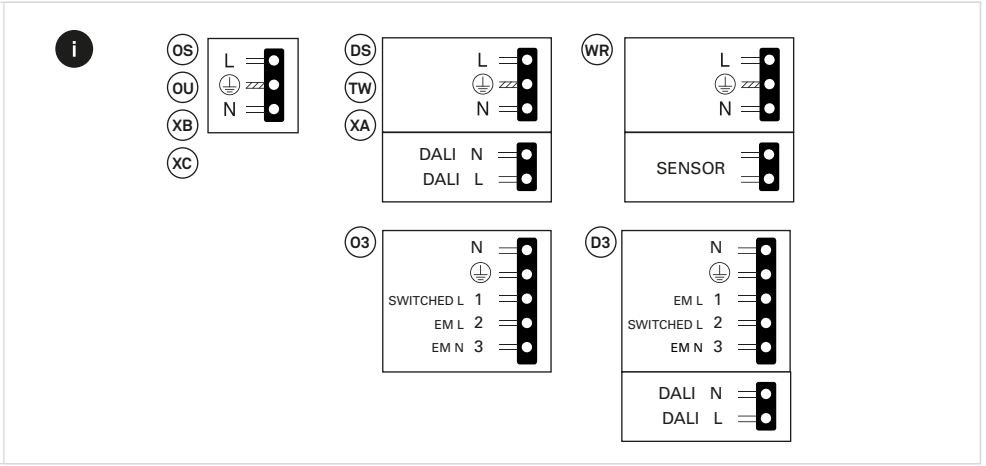 i
OS
OU
XB
XC
L
N
DS
TW
XA
L
N
DALI N
DALI L
WR
L
N
SENSOR
O3
N
SWITCHED L 1
EM L 2
EM N 3
D3
N
EM L 1
SWITCHED L 2
EM N 3
DALI N
DALI L